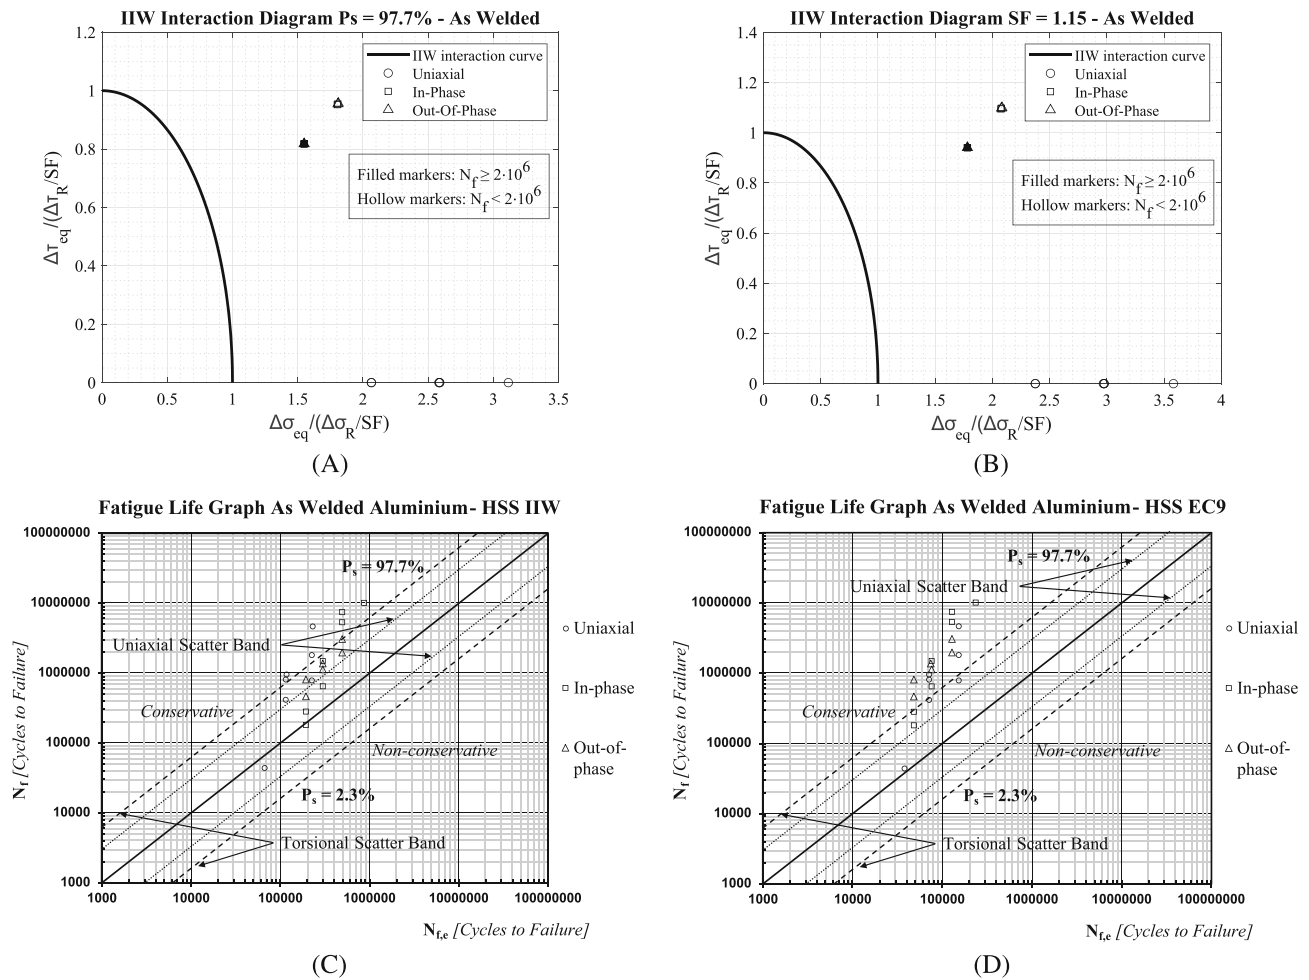 IIW Interaction Diagram Ps = 97.7% - As Welded
1.2
1
0.8
0.6
0.4
0.2
0
0 0.5 1 1.5 2 2.5 3 3.5
Δτeq/(ΔτR/SF)
Δσeq/(ΔσR/SF)
IIW interaction curve
Uniaxial
In-Phase
Out-Of-Phase
Filled markers: Nf ≥ 2·10^6
Hollow markers: Nf < 2·10^6
(A)
IIW Interaction Diagram SF = 1.15 - As Welded
1.4
1.2
1
0.8
0.6
0.4
0.2
0
0 0.5 1 1.5 2 2.5 3 3.5 4
Δτeq/(ΔτR/SF)
Δσeq/(ΔσR/SF)
IIW interaction curve
Uniaxial
In-Phase
Out-Of-Phase
Filled markers: Nf ≥ 2·10^6
Hollow markers: Nf < 2·10^6
(B)
Fatigue Life Graph As Welded Aluminium- HSS IIW
100000000
10000000
1000000
100000
10000
1000
1000 10000 100000 1000000 10000000 100000000
Nf [Cycles to Failure]
Nf,e [Cycles to Failure]
Ps = 97.7%
Uniaxial Scatter Band
Conservative
Non-conservative
Ps = 2.3%
Torsional Scatter Band
Uniaxial
In-phase
Out-of-
phase
(C)
Fatigue Life Graph As Welded Aluminium- HSS EC9
100000000
10000000
1000000
100000
10000
1000
1000 10000 100000 1000000 10000000 100000000
Nf [Cycles to Failure]
Nf,e [Cycles to Failure]
Ps = 97.7%
Uniaxial Scatter Band
Conservative
Non-conservative
Ps = 2.3%
Torsional Scatter Band
Uniaxial
In-phase
Out-of-
phase
(D)